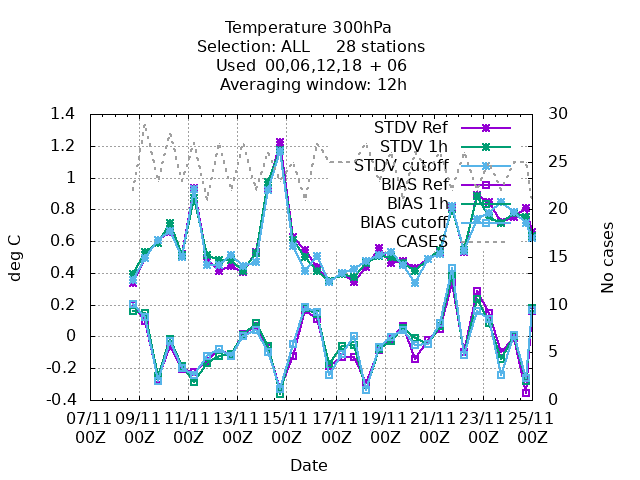 Temperature 300hPa
Selection: ALL     28 stations
Used  00,06,12,18 + 06
Averaging window: 12h
1.4
1.2
1
0.8
0.6
0.4
0.2
0
-0.2
-0.4
deg C
30
25
20
15
10
5
0
No cases
STDV Ref
STDV 1h
STDV cutoff
BIAS Ref
BIAS 1h
BIAS cutoff
CASES
07/11 09/11 11/11 13/11 15/11 17/11 19/11 21/11 23/11 25/11
00Z 00Z 00Z 00Z 00Z 00Z 00Z 00Z 00Z 00Z
Date